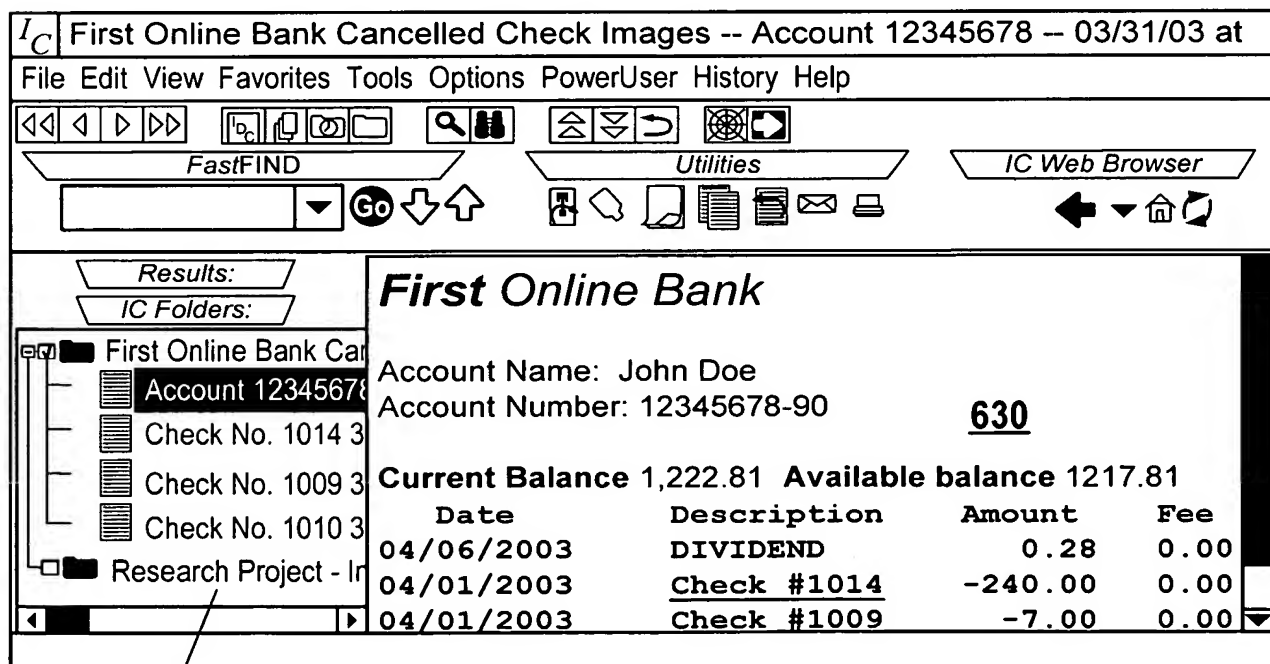 IC First Online Bank Cancelled Check Images -- Account 12345678 -- 03/31/03 at
File Edit View Favorites Tools Options PowerUser History Help
FastFIND Utilities IC Web Browser
Go
Results:
IC Folders:
First Online Bank Can
Account 12345678
Check No. 1014 3
Check No. 1009 3
Check No. 1010 3
Research Project - In
First Online Bank
Account Name: John Doe
Account Number: 12345678-90
630
Current Balance 1,222.81 Available balance 1217.81
Date Description Amount Fee
04/06/2003 DIVIDEND 0.28 0.00
04/01/2003 Check #1014 -240.00 0.00
04/01/2003 Check #1009 -7.00 0.00